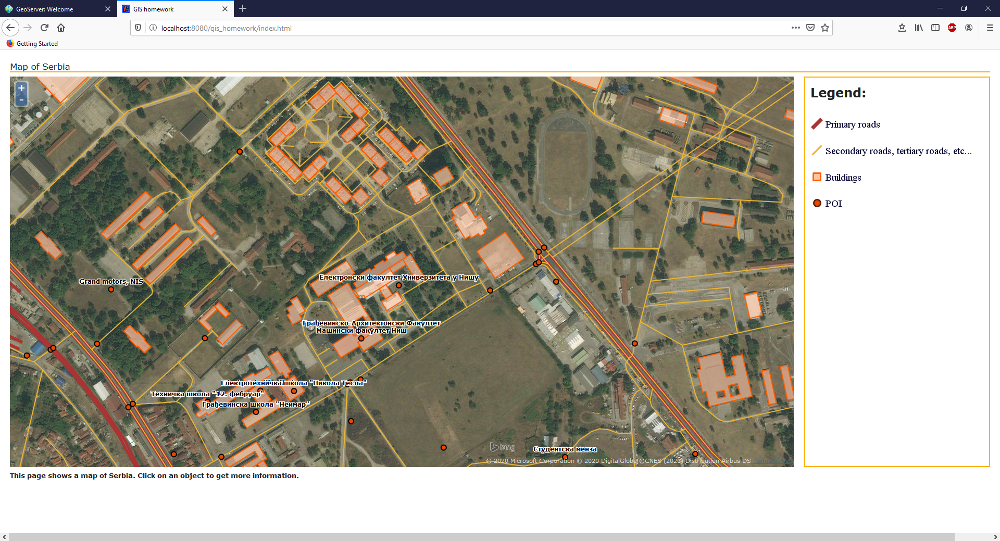 GeoServer: Welcome
GIS homework
localhost:8080/gis_homework/index.html
ABP
Getting Started
Map of Serbia
+
-
Legend:
Primary roads
Secondary roads, tertiary roads, etc...
Buildings
POI
Електронски факултет Универзитета у Нишу
Grand motors, NIS
Грађевинско-Архитектонски Факултет
Машински факултет Ниш
Електротехничка школа "Никола Тесла"
Техничка школа "12. фебруар"
Грађевинска школа "Неимар"
bing
Студентска менза
© 2020 Microsoft Corporation © 2020 DigitalGlobe ©CNES (2020) Distribution Airbus DS Terms of Use
This page shows a map of Serbia. Click on an object to get more information.